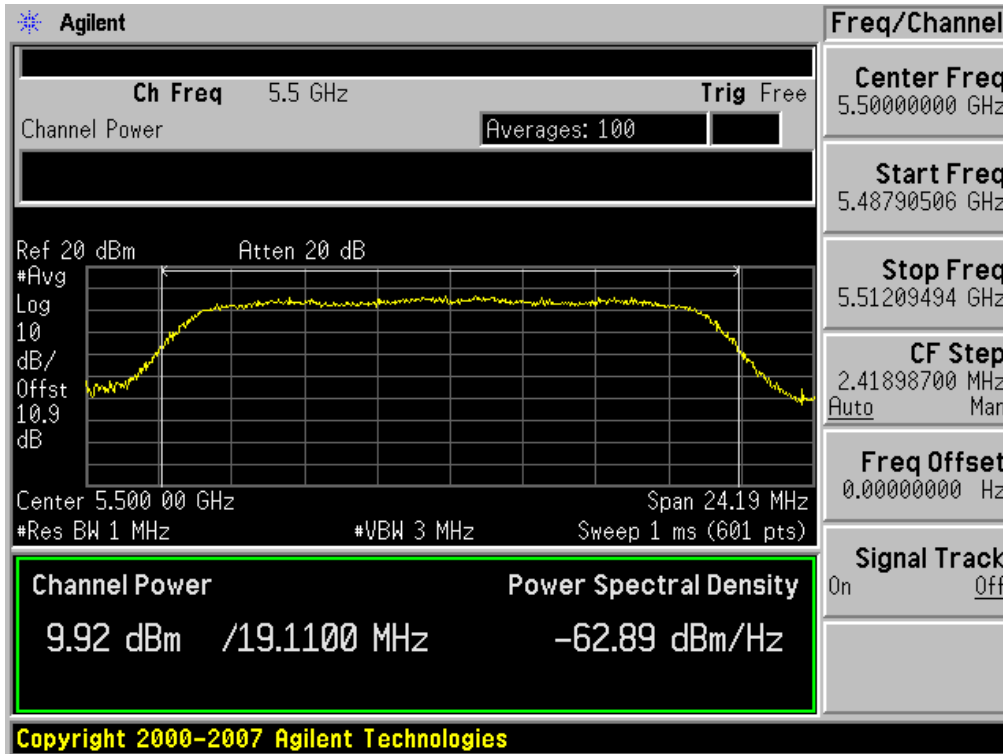 Agilent
Ch Freq 5.5 GHz Trig Free
Channel Power Averages: 100
Ref 20 dBm Atten 20 dB
#Avg
Log
10
dB/
Offst
10.9
dB
Center 5.500 00 GHz Span 24.19 MHz
#Res BW 1 MHz #VBW 3 MHz Sweep 1 ms (601 pts)
Channel Power Power Spectral Density
9.92 dBm /19.1100 MHz -62.89 dBm/Hz
Copyright 2000-2007 Agilent Technologies
Freq/Channel
Center Freq
5.50000000 GHz
Start Freq
5.48790506 GHz
Stop Freq
5.51209494 GHz
CF Step
2.41898700 MHz
Auto Man
Freq Offset
0.00000000 Hz
Signal Track
On Off